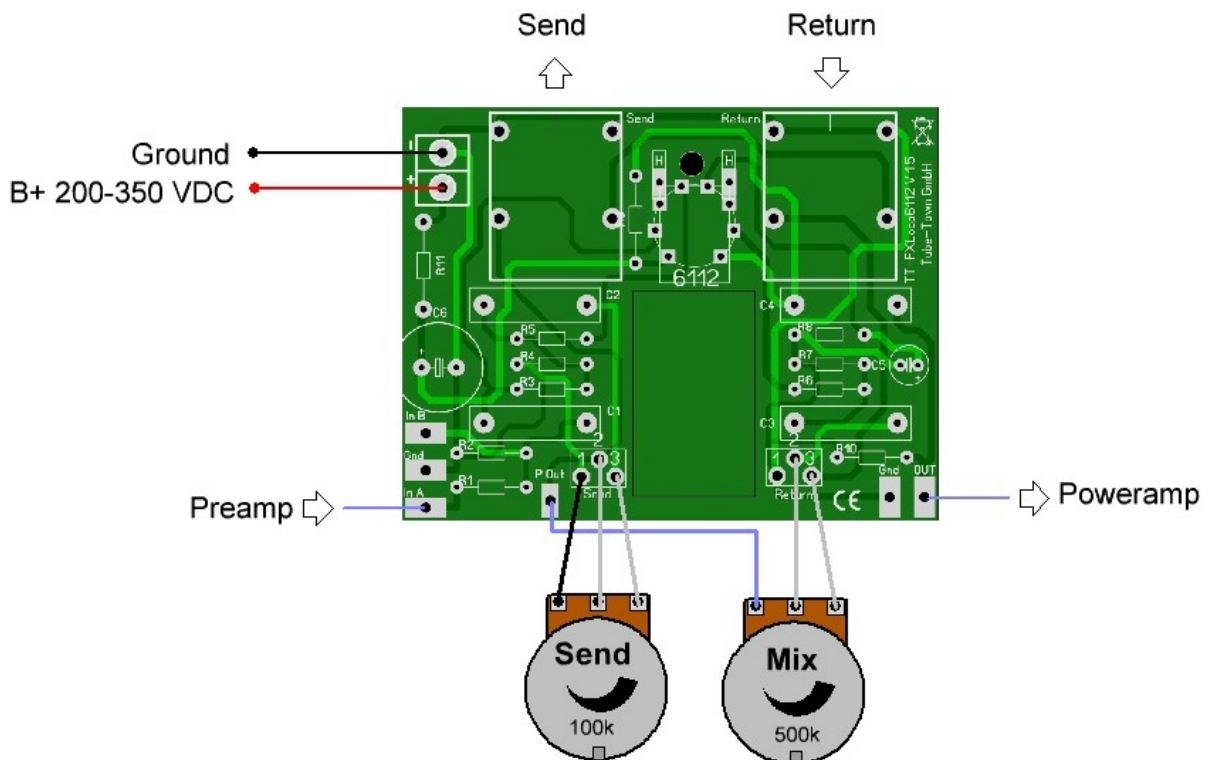 Send
Return
Ground
B+ 200-350 VDC
-
+
Send
Return
H
H
6112
TT FXLoop6112 V 1.5
Tube-Town GmbH
R11
C6
+
C2
R5
R4
R3
C1
C4
R8
R7
R6
C5
+
C3
In B
Gnd
In A
R2
R1
P Out
1 2 3
Send
1 2 3
Return
R10
Gnd
OUT
CE
Preamp
Poweramp
Send
100k
Mix
500k